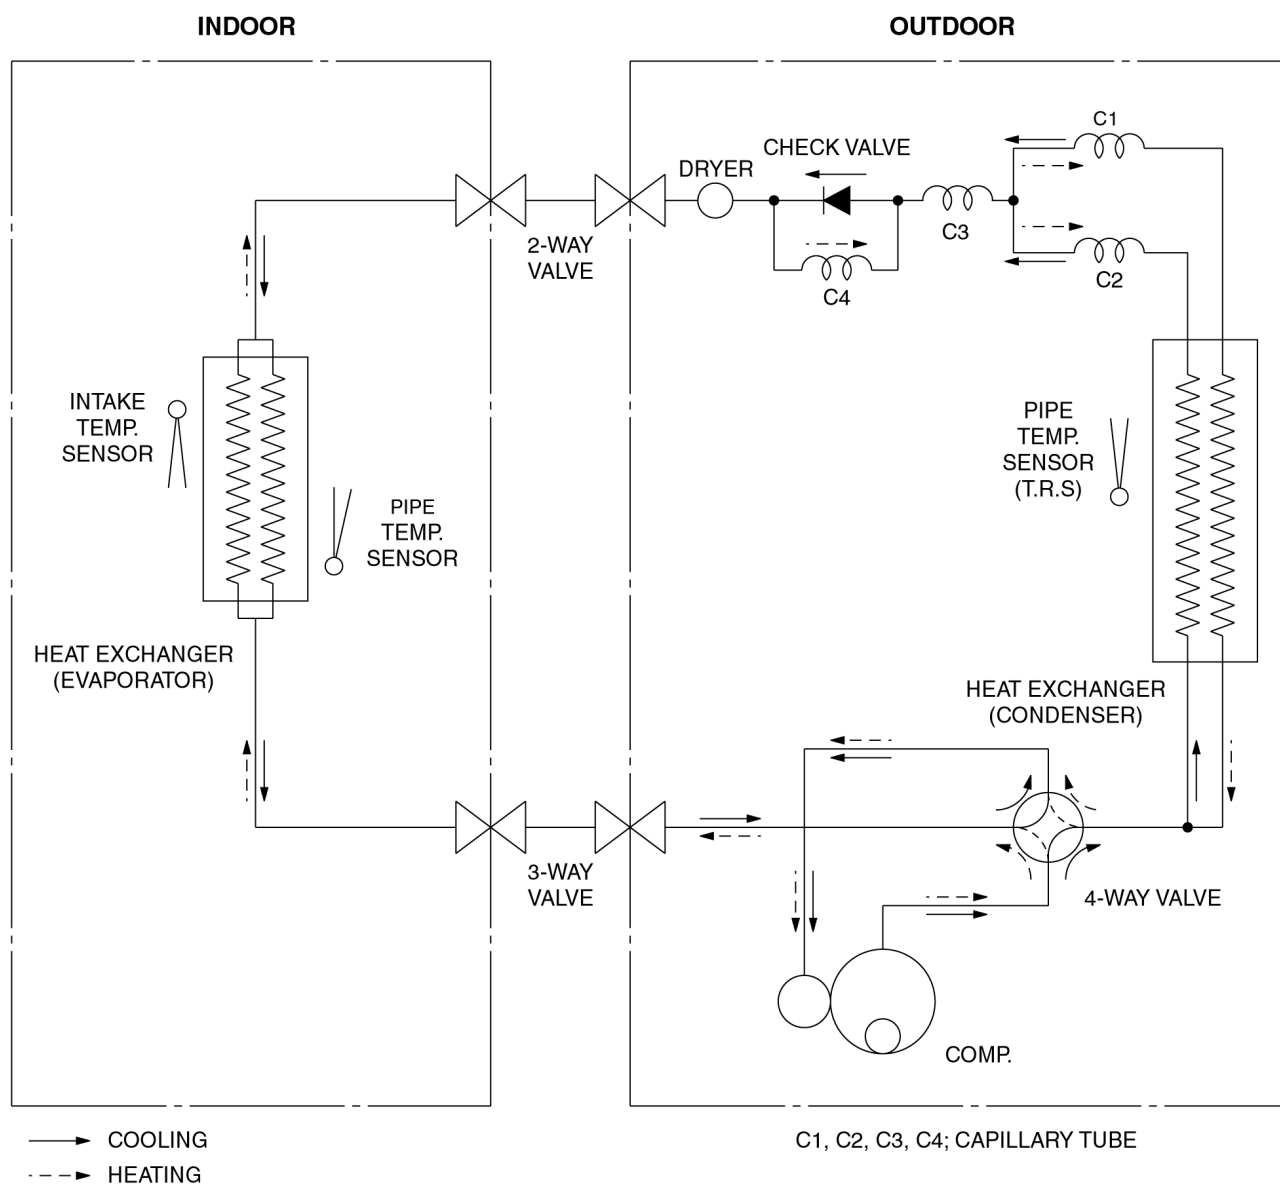 INDOOR
OUTDOOR
C1
CHECK VALVE
DRYER
C3
2-WAY
VALVE
C2
C4
INTAKE
TEMP.
SENSOR
PIPE
TEMP.
SENSOR
(T.R.S)
PIPE
TEMP.
SENSOR
HEAT EXCHANGER
(EVAPORATOR)
HEAT EXCHANGER
(CONDENSER)
3-WAY
VALVE
4-WAY VALVE
COMP.
COOLING
C1, C2, C3, C4; CAPILLARY TUBE
HEATING